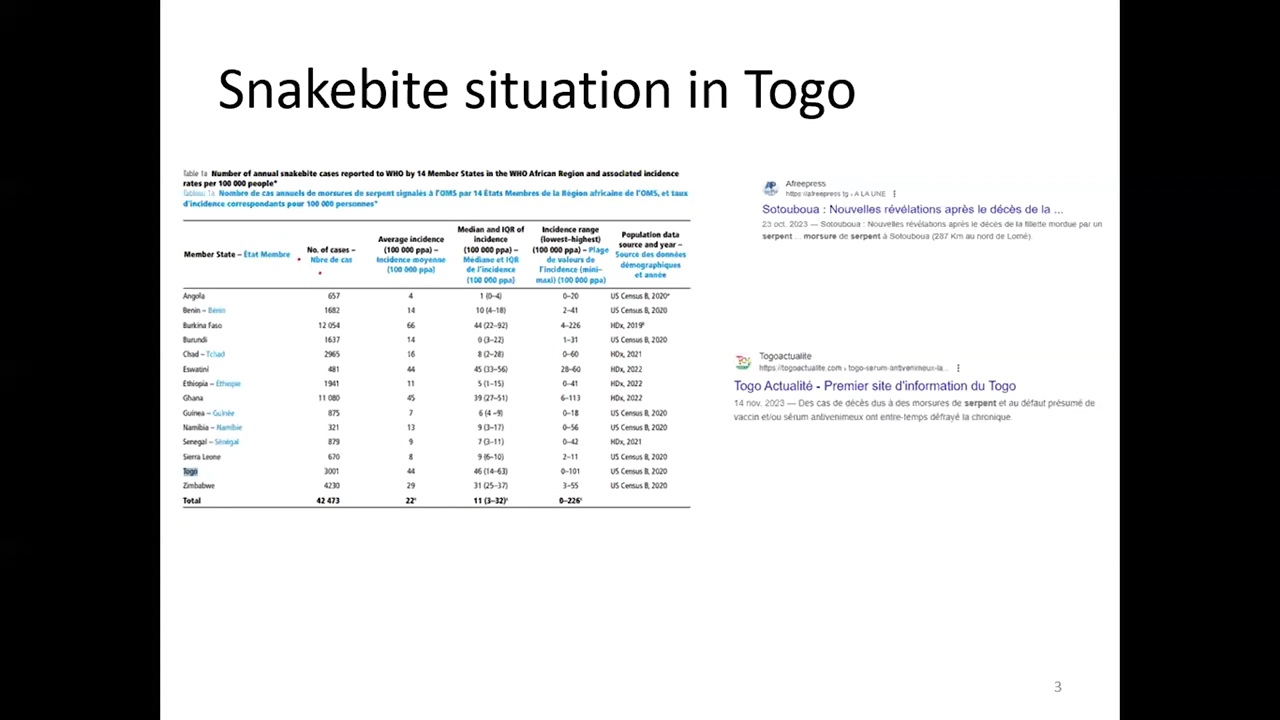 Snakebite situation in Togo
Table 1a Number of annual snakebite cases reported to WHO by 14 Member States in the WHO African Region and associated incidence
rates per 100 000 people*
Tableau 1a Nombre de cas annuels de morsures de serpent signalés à l'OMS par 14 États Membres de la Région africaine de l'OMS, et taux
d'incidence correspondants pour 100 000 personnes*
Member State – État Membre
No. of cases –
Nbre de cas
Average incidence
(100 000 ppa) –
Incidence moyenne
(100 000 ppa)
Median and IQR of
incidence
(100 000 ppa) –
Médiane et IQR
de l'incidence
(100 000 ppa)
Incidence range
(lowest–highest)
(100 000 ppa) – Plage
de valeurs de
l'incidence (mini–
maxi) (100 000 ppa)
Population data
source and year –
Source des données
démographiques
et année
Angola 657 4 1 (0–4) 0–20 US Census B, 2020ᵃ
Benin – Benin 1682 14 10 (4–18) 2–41 US Census B, 2020
Burkina Faso 12 054 66 44 (22–92) 4–226 HDx, 2019ᵇ
Burundi 1637 14 0 (3–22) 1–31 US Census B, 2020
Chad – Tchad 2965 16 8 (2–28) 0–60 HDx, 2021
Eswatini 481 44 45 (33–56) 28–60 HDx, 2022
Ethiopia – Éthiopie 1941 11 5 (1–15) 0–41 HDx, 2022
Ghana 11 080 45 39 (27–51) 6–113 HDx, 2022
Guinea – Guinée 875 7 6 (4–9) 0–18 US Census B, 2020
Namibia – Namibie 321 13 9 (3–17) 0–56 US Census B, 2020
Senegal – Sénégal 879 9 7 (3–11) 0–42 HDx, 2021
Sierra Leone 670 8 9 (6–10) 2–11 US Census B, 2020
Togo 3001 44 46 (14–63) 0–101 US Census B, 2020
Zimbabwe 4230 29 31 (25–37) 3–55 US Census B, 2020
Total 42 473 22ᶜ 11 (3–32)ᶜ 0–226ᶜ
Afreepress
https://afreepress.tg › A LA UNE
Sotouboua : Nouvelles révélations après le décès de la ...
23 oct. 2023 — Sotouboua : Nouvelles révélations après le décès de la fillette mordue par un
serpent ... morsure de serpent à Sotouboua (287 Km au nord de Lomé).
Togoactualite
https://togoactualite.com › togo-serum-antivenimeux-la...
Togo Actualité - Premier site d'information du Togo
14 nov. 2023 — Des cas de décès dus à des morsures de serpent et au défaut présumé de
vaccin et/ou sérum antivenimeux ont entre-temps défrayé la chronique.
3